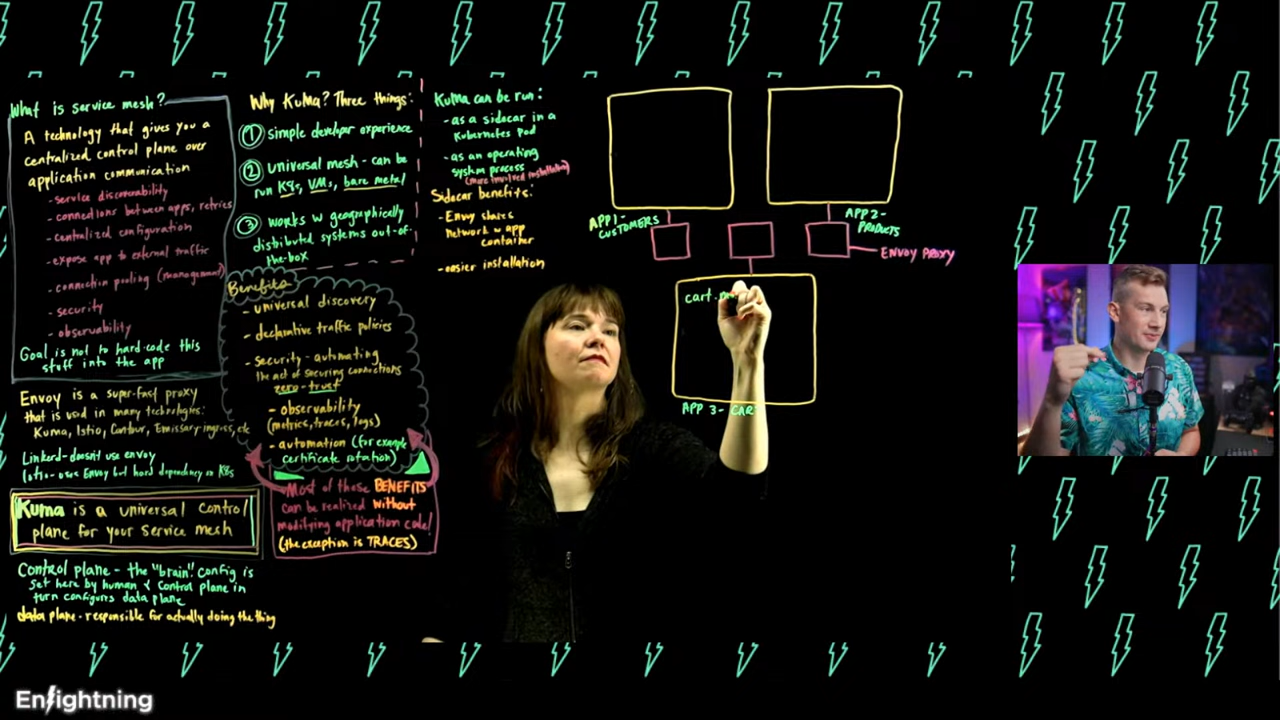 What is service mesh?
A technology that gives you a
centralized control plane over
application communication
- service discoverability
- connections between apps, retries
- centralized configuration
- expose app to external traffic
- connection pooling (management)
- security
- observability
Goal is not to hard-code this
stuff into the app
Envoy is a super-fast proxy
that is used in many technologies:
Kuma, Istio, Contour, Emissary-ingress, etc
Linkerd - doesn't use envoy
Istio - uses Envoy but hard dependency on K8s
Kuma is a universal control
plane for your service mesh
Control plane - the "brain". Config is
set here by human & control plane in
turn configures data plane
data plane - responsible for actually doing the thing
Why Kuma? Three things:
① simple developer experience
② universal mesh - can be
run K8s, VMs, bare metal
③ works w geographically
distributed systems out-of-
the-box
Benefits
- universal discovery
- declarative traffic policies
- security - automating
the act of securing connections
zero-trust
- observability
(metrics, traces, logs)
- automation (for example
certificate rotation)
Most of those BENEFITS
can be realized without
modifying application code!
(the exception is TRACES)
Kuma can be run:
- as a sidecar in a
Kubernetes pod
- as an operating
system process
(more involved installation)
Sidecar benefits:
- Envoy shares
Network w app
container
- easier installation
APP 1 -
CUSTOMERS
APP 2 -
PRODUCTS
ENVOY PROXY
cart.
APP 3 - CAR
Enlightning